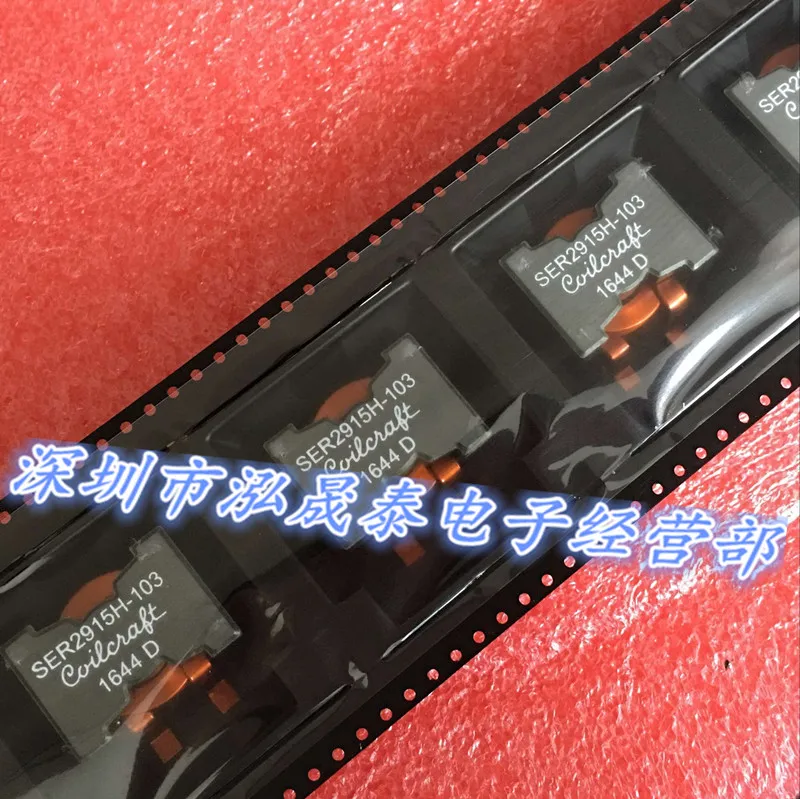 SER29
SER2915H-103
Coilcraft
1644 D
SER2915H-103
Coilcraft
1644 D
深圳市泓晟泰电子经营部
SER2915H-103
Coilcraft
1644 D